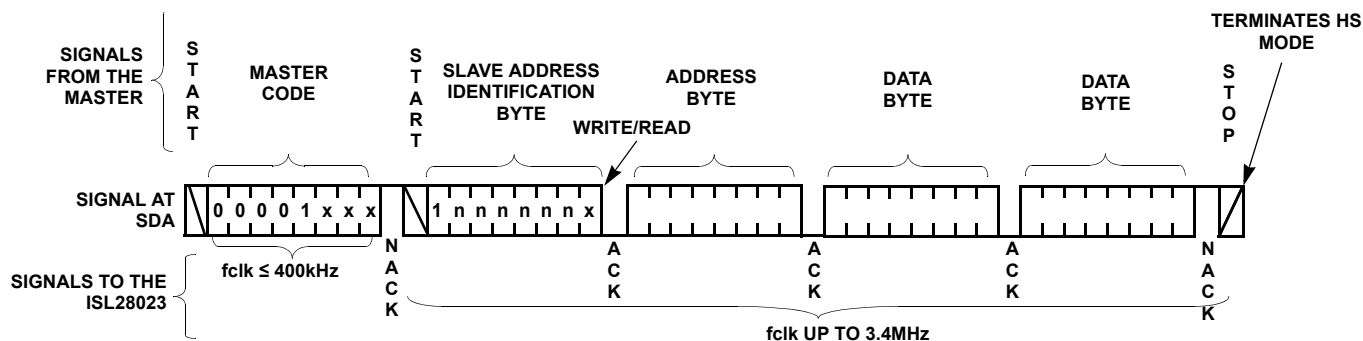 TERMINATES HS
MODE
SIGNALS
FROM THE
MASTER
START
MASTER
CODE
START
SLAVE ADDRESS
IDENTIFICATION
BYTE
WRITE/READ
ADDRESS
BYTE
DATA
BYTE
DATA
BYTE
STOP
SIGNAL AT
SDA
0 0 0 0 1 x x x
1 n n n n n n x
SIGNALS TO THE
ISL28023
fclk ≤ 400kHz
NACK
ACK
ACK
ACK
NACK
fclk UP TO 3.4MHz